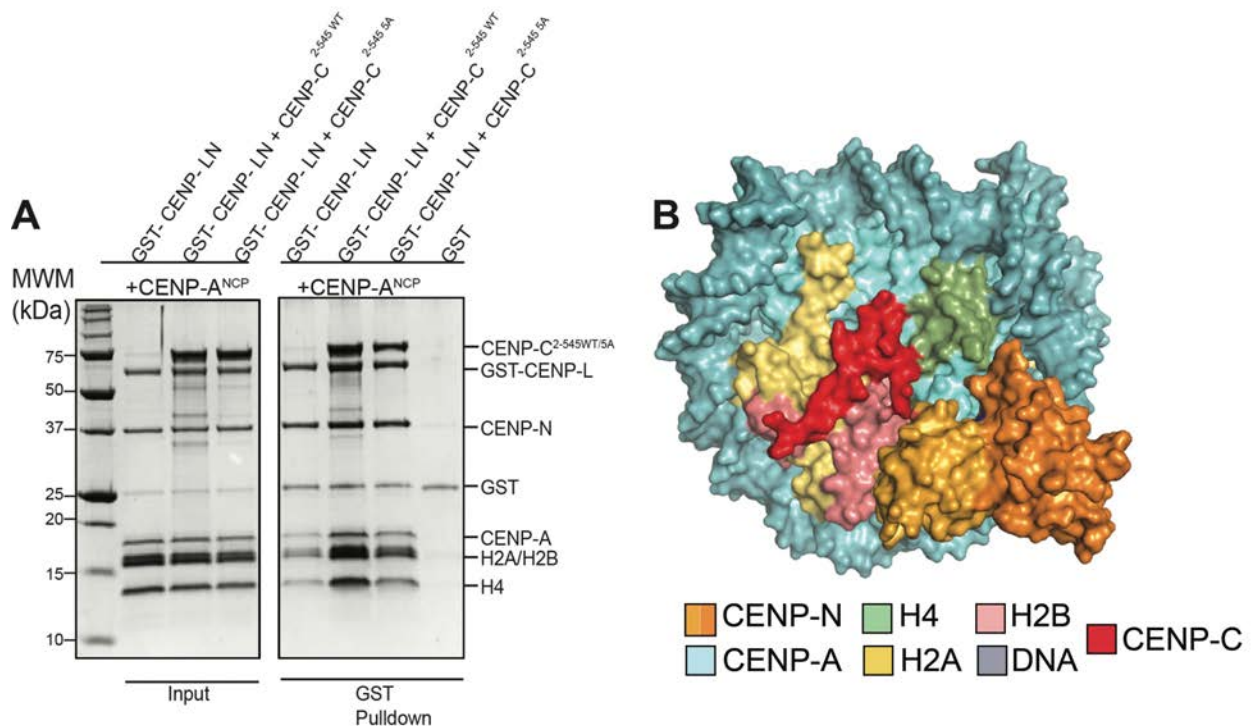 A
GST- CENP- LN
GST- CENP- LN + CENP-C 2-545 WT
GST- CENP- LN + CENP-C 2-545 5A
GST- CENP- LN
GST- CENP- LN + CENP-C 2-545 WT
GST- CENP- LN + CENP-C 2-545 5A
GST
MWM
(kDa)
+CENP-A NCP
+CENP-A NCP
75
50
37
25
20
15
10
CENP-C 2-545WT/5A
GST-CENP-L
CENP-N
GST
CENP-A
H2A/H2B
H4
Input
GST
Pulldown
B
CENP-N H4 H2B CENP-C
CENP-A H2A DNA